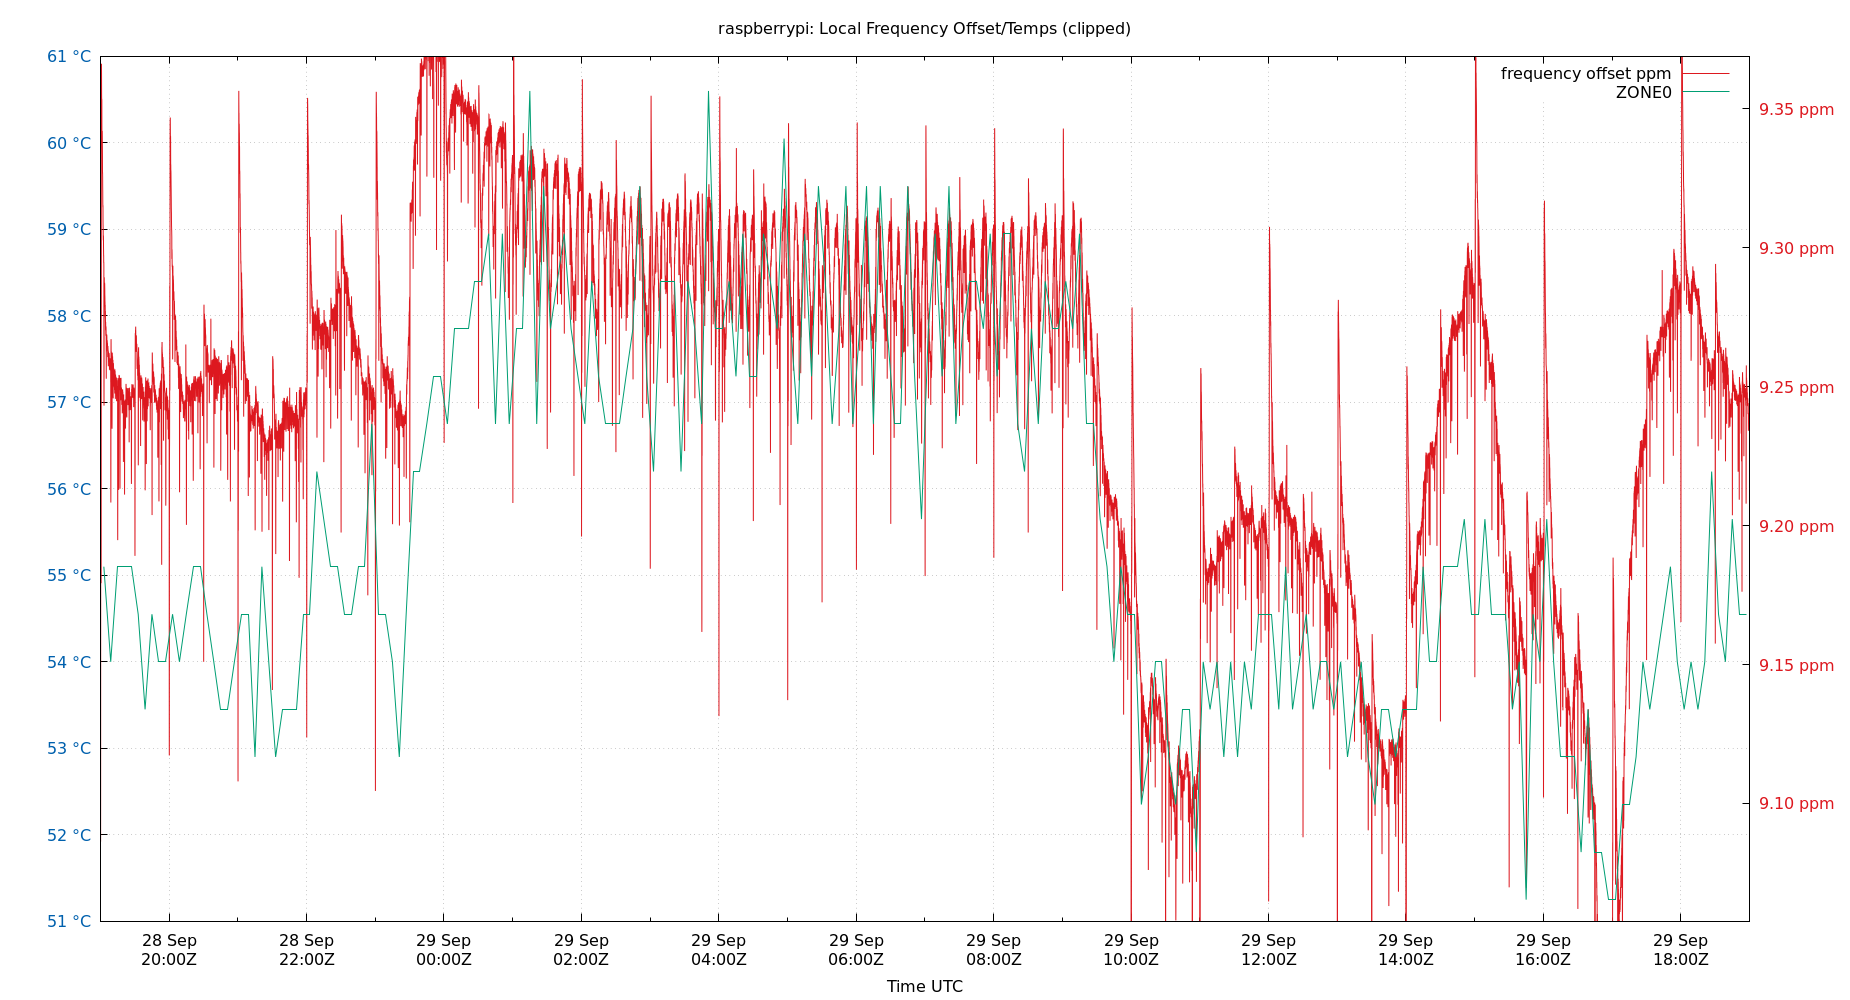 raspberrypi: Local Frequency Offset/Temps (clipped)
frequency offset ppm
ZONE0
61 °C
60 °C
59 °C
58 °C
57 °C
56 °C
55 °C
54 °C
53 °C
52 °C
51 °C
9.35 ppm
9.30 ppm
9.25 ppm
9.20 ppm
9.15 ppm
9.10 ppm
28 Sep 28 Sep 29 Sep 29 Sep 29 Sep 29 Sep 29 Sep 29 Sep 29 Sep 29 Sep 29 Sep 29 Sep
20:00Z 22:00Z 00:00Z 02:00Z 04:00Z 06:00Z 08:00Z 10:00Z 12:00Z 14:00Z 16:00Z 18:00Z
Time UTC